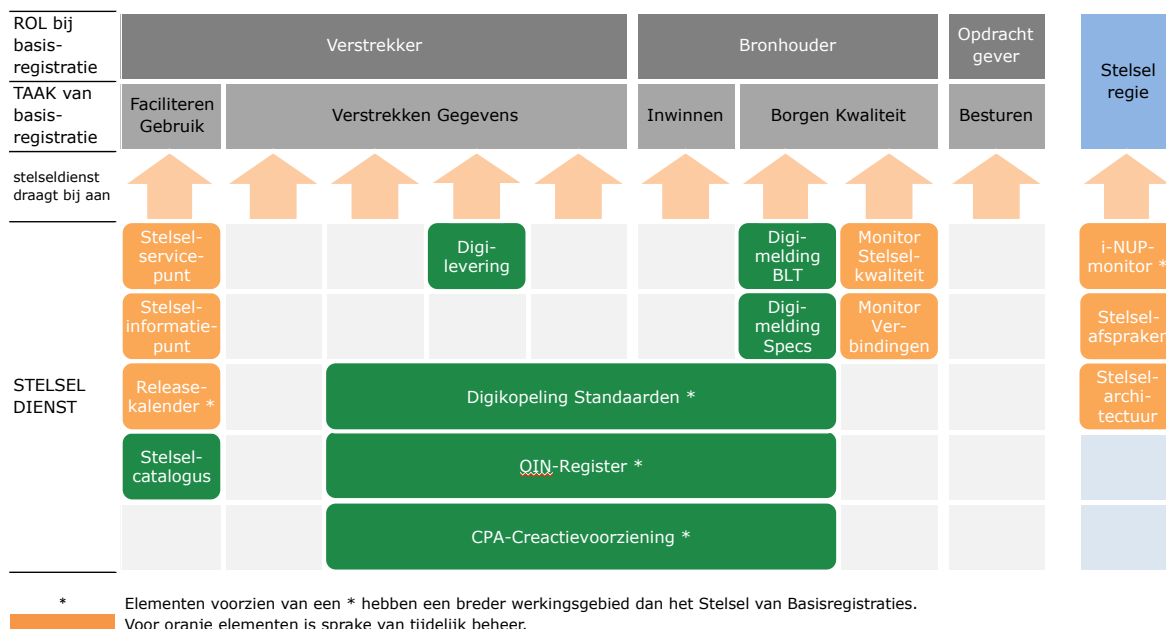 ROL bij
basis-
registratie
Verstrekker
Bronhouder
Opdracht
gever
Stelsel
regie
TAAK van
basis-
registratie
Faciliteren
Gebruik
Verstrekken Gegevens
Inwinnen
Borgen Kwaliteit
Besturen
stelseldienst
draagt bij aan
STELSEL
DIENST
Stelsel-
service-
punt
Digi-
levering
Digi-
melding
BLT
Monitor
Stelsel-
kwaliteit
i-NUP-
monitor *
Stelsel-
informatie-
punt
Digi-
melding
Specs
Monitor
Ver-
bindingen
Stelsel-
afspraken
Release-
kalender *
Digikopeling Standaarden *
Stelsel-
archi-
tectuur
Stelsel-
catalogus
OIN-Register *
CPA-Creactievoorziening *
* Elementen voorzien van een * hebben een breder werkingsgebied dan het Stelsel van Basisregistraties.
Voor oranje elementen is sprake van tijdelijk beheer.